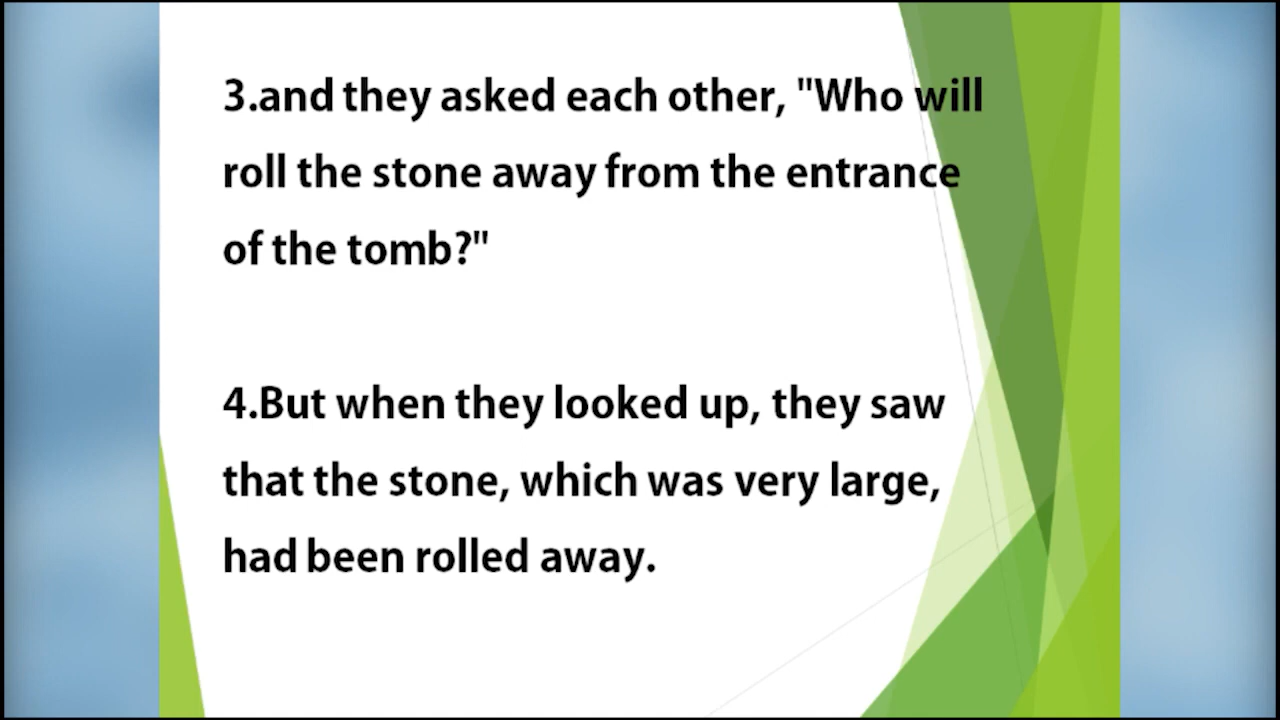 3.and they asked each other, "Who will
roll the stone away from the entrance
of the tomb?"
4.But when they looked up, they saw
that the stone, which was very large,
had been rolled away.